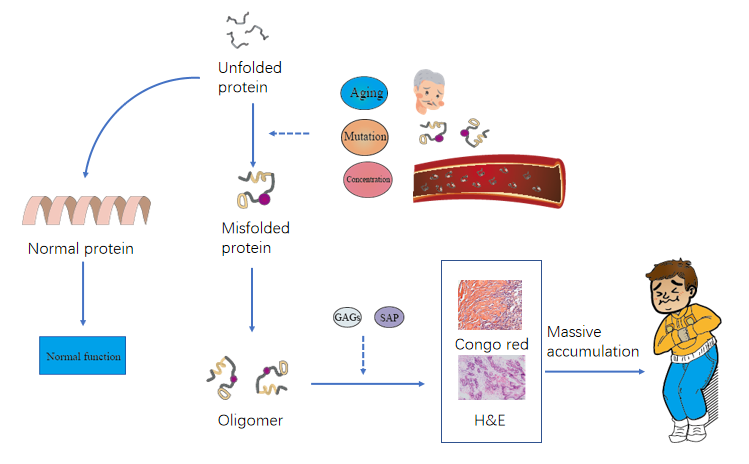 Unfolded
protein
Aging
Mutation
Concentration
Misfolded
protein
Normal protein
Normal function
GAGs
SAP
Oligomer
Congo red
H&E
Massive
accumulation